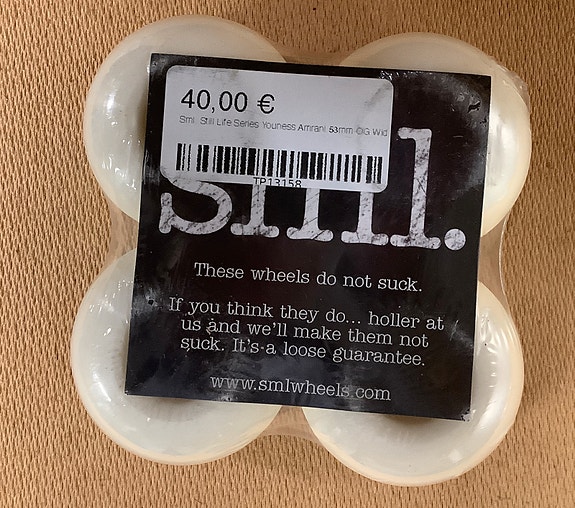 40,00 €
Sml. Still Life Series Youness Amrani 53mm OG Wid
TP13158
sml.
These wheels do not suck.
If you think they do... holler at
us and we'll make them not
suck. It's a loose guarantee.
www.smlwheels.com